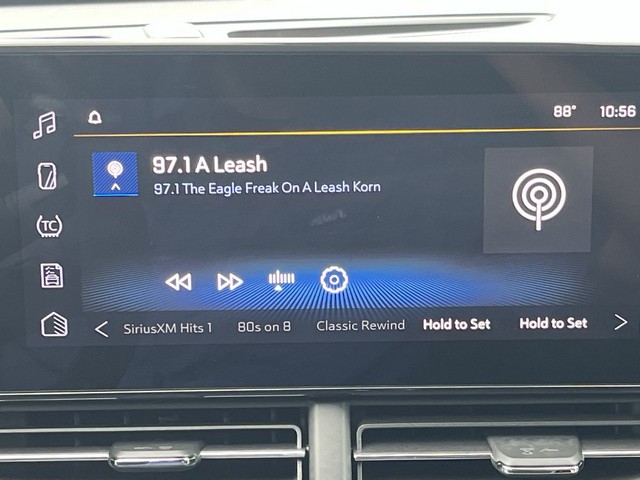 88° 10:56
97.1 A Leash
97.1 The Eagle Freak On A Leash Korn
TC
SiriusXM Hits 1 80s on 8 Classic Rewind Hold to Set Hold to Set